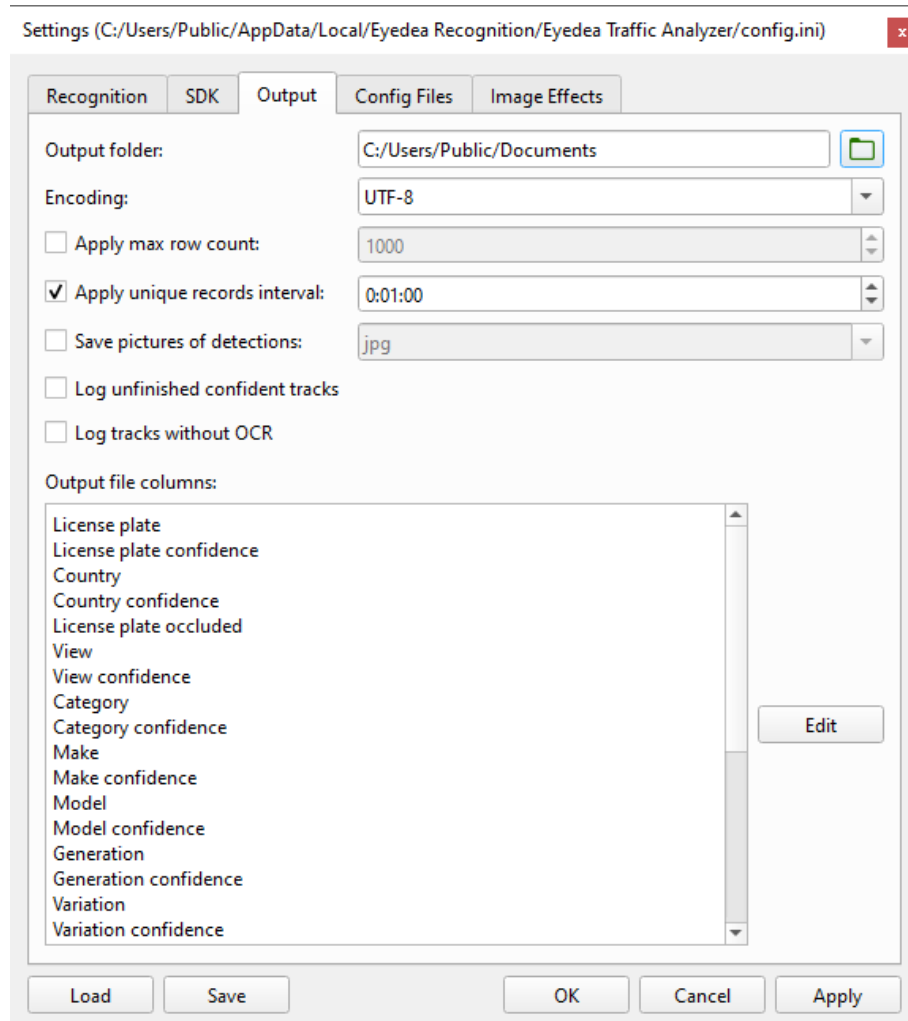 Settings (C:/Users/Public/AppData/Local/Eyedea Recognition/Eyedea Traffic Analyzer/config.ini) x
Recognition SDK Output Config Files Image Effects
Output folder: C:/Users/Public/Documents
Encoding: UTF-8
Apply max row count: 1000
Apply unique records interval: 0:01:00
Save pictures of detections: jpg
Log unfinished confident tracks
Log tracks without OCR
Output file columns:
License plate
License plate confidence
Country
Country confidence
License plate occluded
View
View confidence
Category
Category confidence
Make
Make confidence
Model
Model confidence
Generation
Generation confidence
Variation
Variation confidence
Edit
Load Save OK Cancel Apply